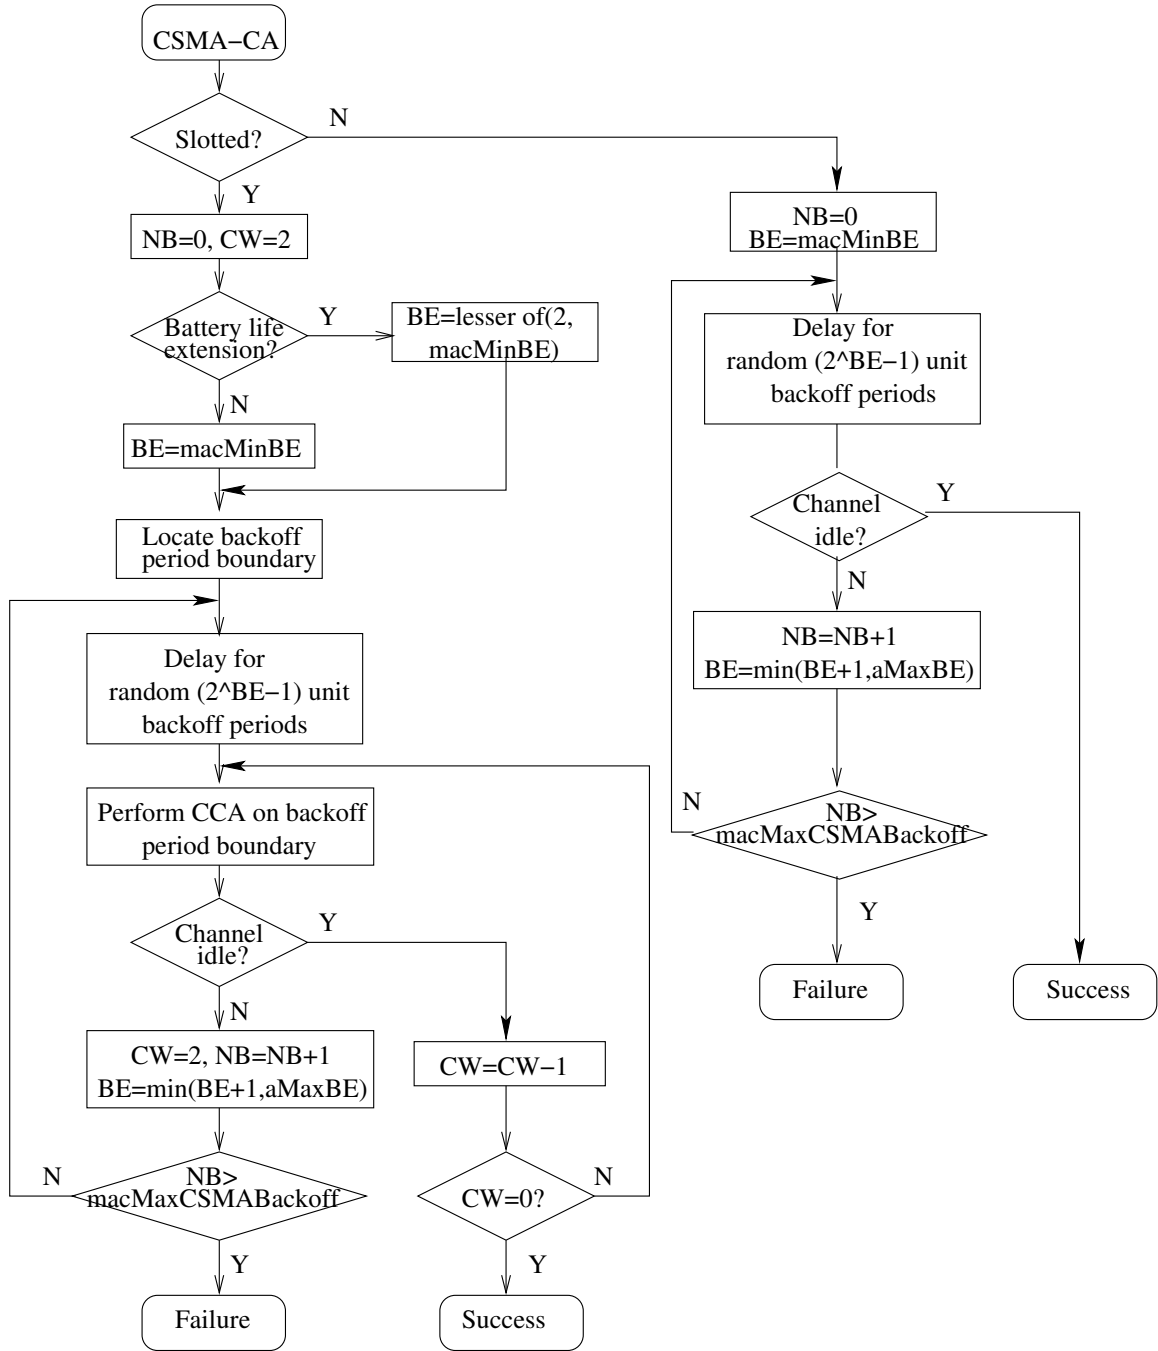 CSMA−CA
Slotted?
N
Y
NB=0, CW=2
Battery life
extension?
Y
BE=lesser of(2,
macMinBE)
N
BE=macMinBE
Locate backoff
period boundary
Delay for
random (2^BE−1) unit
backoff periods
Perform CCA on backoff
period boundary
Channel
idle?
Y
N
CW=2, NB=NB+1
BE=min(BE+1,aMaxBE)
CW=CW−1
N
NB>
macMaxCSMABackoff
CW=0?
N
Y
Y
Failure
Success
NB=0
BE=macMinBE
Delay for
random (2^BE−1) unit
backoff periods
Channel
idle?
Y
N
NB=NB+1
BE=min(BE+1,aMaxBE)
N
NB>
macMaxCSMABackoff
Y
Failure
Success